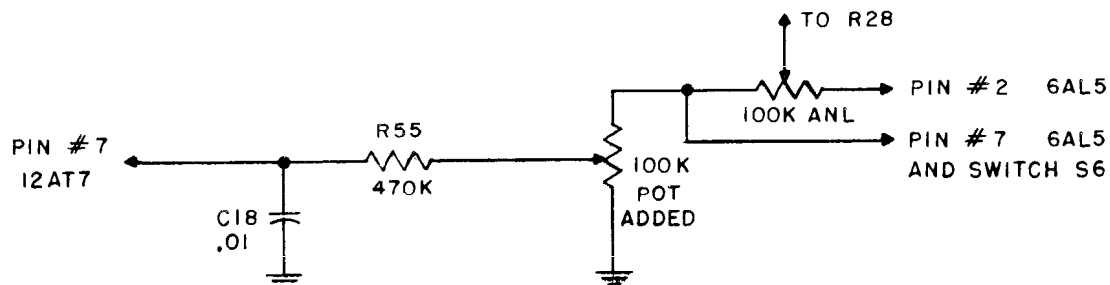 TO R28
PIN #2 6AL5
100K ANL
PIN #7 6AL5
AND SWITCH S6
PIN #7
12AT7
R55
470K
100K
POT
ADDED
C18
.01